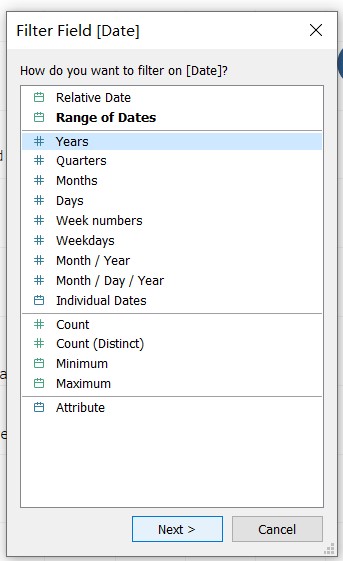 Filter Field [Date]
How do you want to filter on [Date]?
Relative Date
Range of Dates
Years
Quarters
Months
Days
Week numbers
Weekdays
Month / Year
Month / Day / Year
Individual Dates
Count
Count (Distinct)
Minimum
Maximum
Attribute
Next >
Cancel